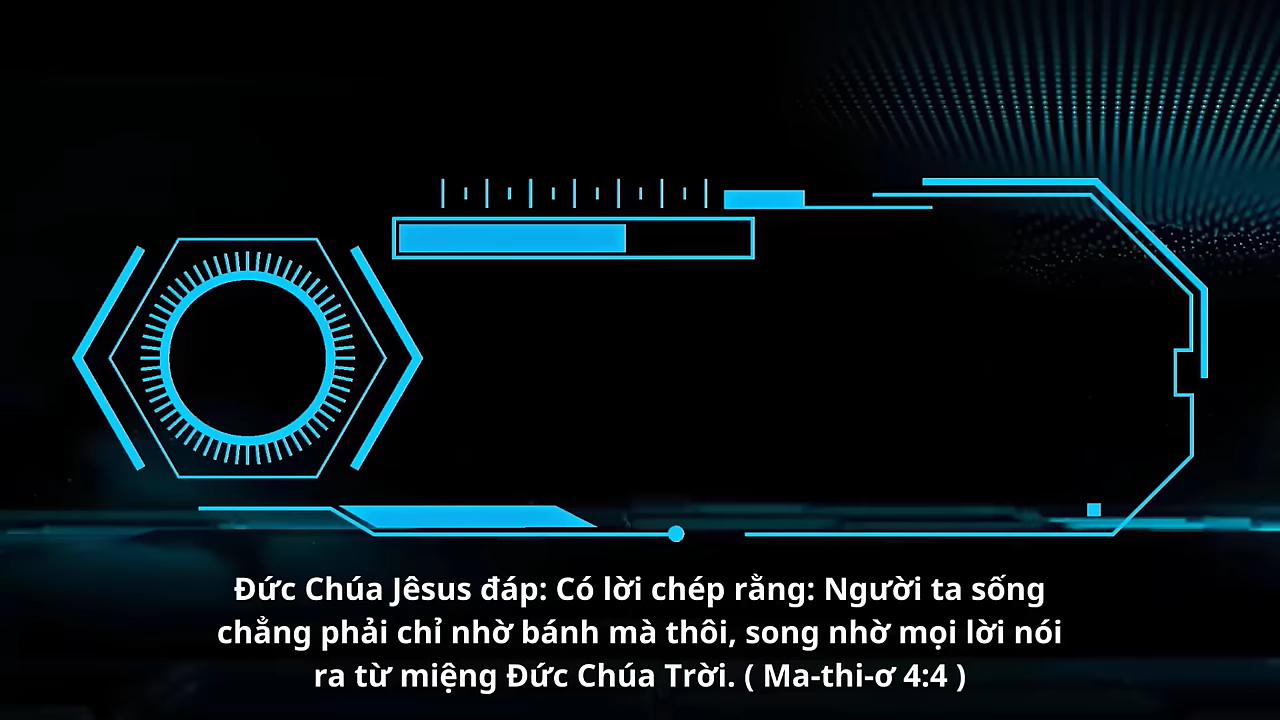 Đức Chúa Jêsus đáp: Có lời chép rằng: Người ta sống
chẳng phải chỉ nhờ bánh mà thôi, song nhờ mọi lời nói
ra từ miệng Đức Chúa Trời. ( Ma-thi-ơ 4:4 )